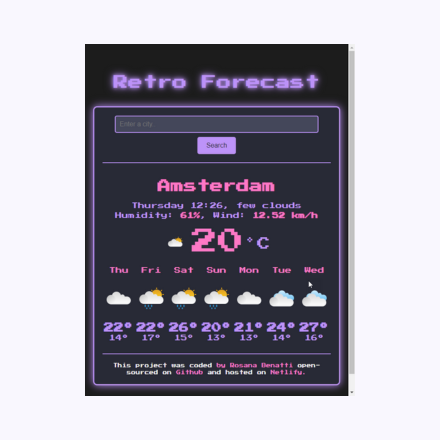 Retro Forecast
Enter a city
Search
Amsterdam
Thursday 12:26, few clouds
Humidity: 61%, Wind: 12.52 km/h
20 °C
Thu Fri Sat Sun Mon Tue Wed
22° 22° 26° 20° 21° 24° 27°
14° 17° 15° 13° 13° 14° 16°
This project was coded by Rosana Benatti open-
sourced on Github and hosted on Netlify.